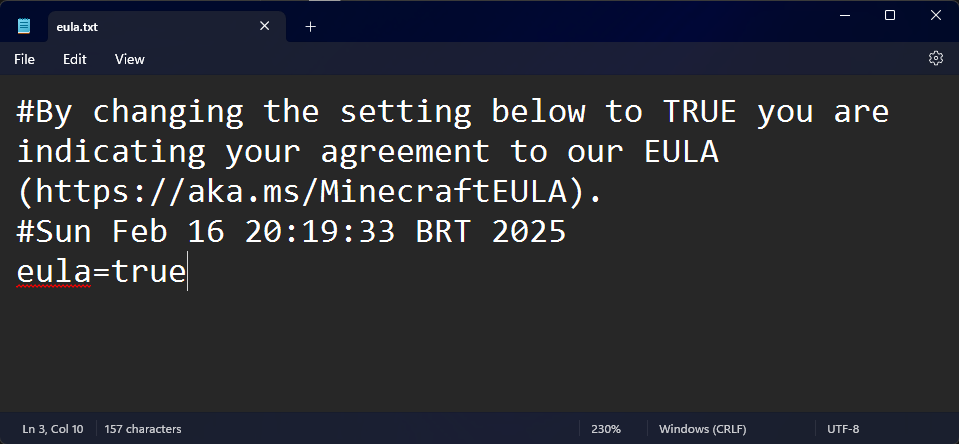 eula.txt
File Edit View
#By changing the setting below to TRUE you are
indicating your agreement to our EULA
(https://aka.ms/MinecraftEULA).
#Sun Feb 16 20:19:33 BRT 2025
eula=true
Ln 3, Col 10 157 characters 230% Windows (CRLF) UTF-8